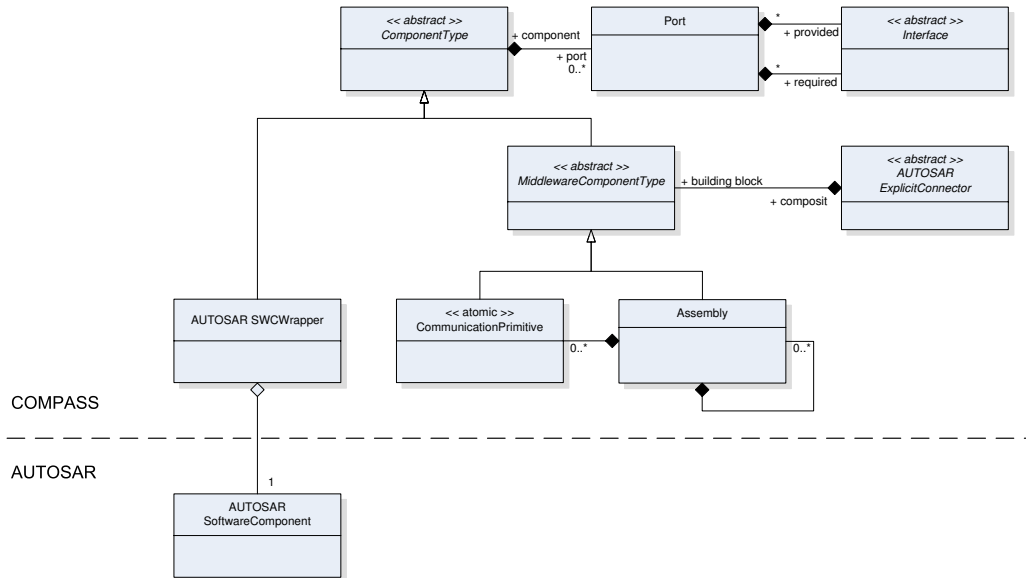 << abstract >>
ComponentType
+ component
+ port
0..*
Port
*
+ provided
*
+ required
<< abstract >>
Interface
<< abstract >>
MiddlewareComponentType
+ building block
+ composit
<< abstract >>
AUTOSAR
ExplicitConnector
AUTOSAR SWCWrapper
<< atomic >>
CommunicationPrimitive
0..*
Assembly
0..*
COMPASS
AUTOSAR
1
AUTOSAR
SoftwareComponent